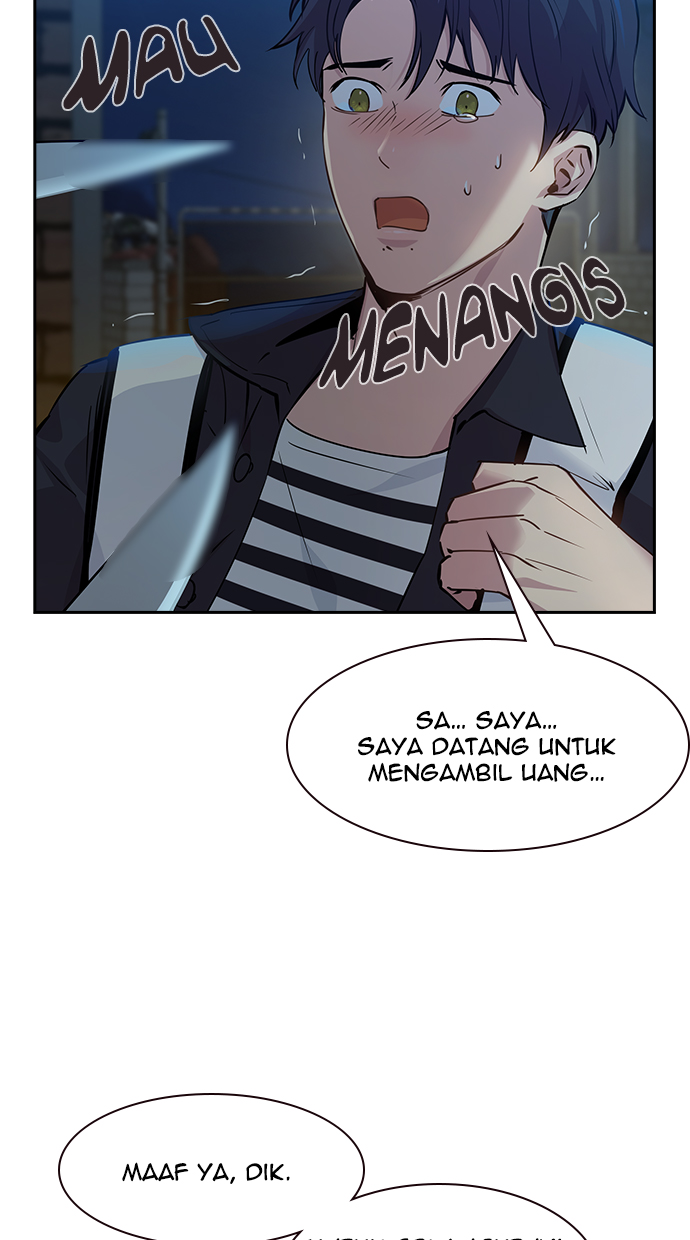 MAU
MENANGIS
SA... SAYA...
SAYA DATANG UNTUK
MENGAMBIL UANG...
MAAF YA, DIK.